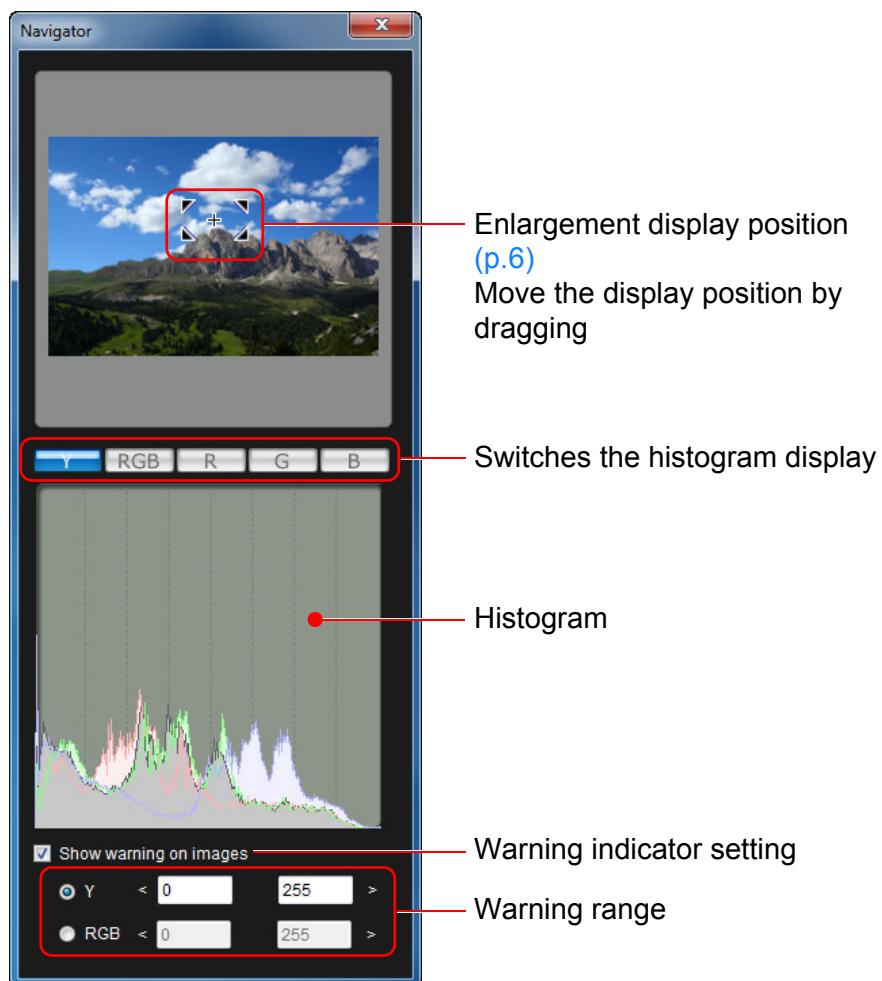 Navigator
Enlargement display position
(p.6)
Move the display position by
dragging
Y RGB R G B
Switches the histogram display
Histogram
Show warning on images
Warning indicator setting
Y < 0 255 >
Warning range
RGB < 0 255 >